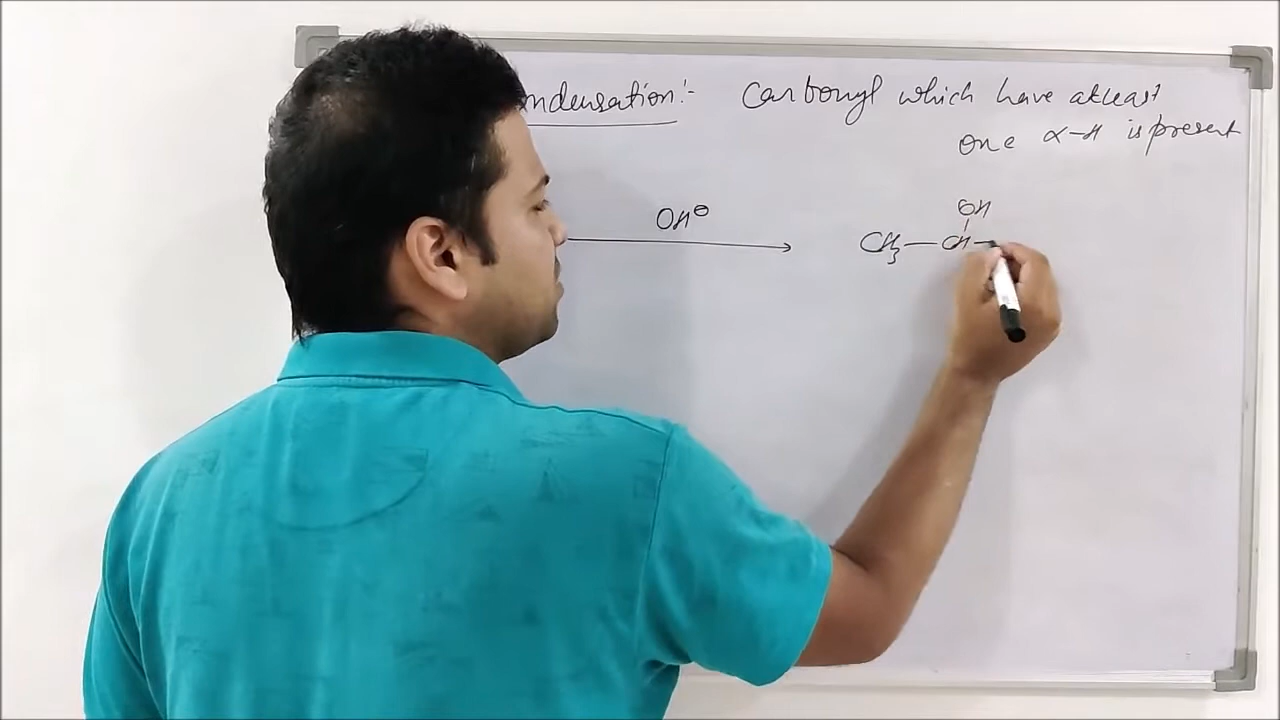 ndensation:- Carbonyl which have atleast
one α-H is present
OH⊖
OH
CH3—CH—